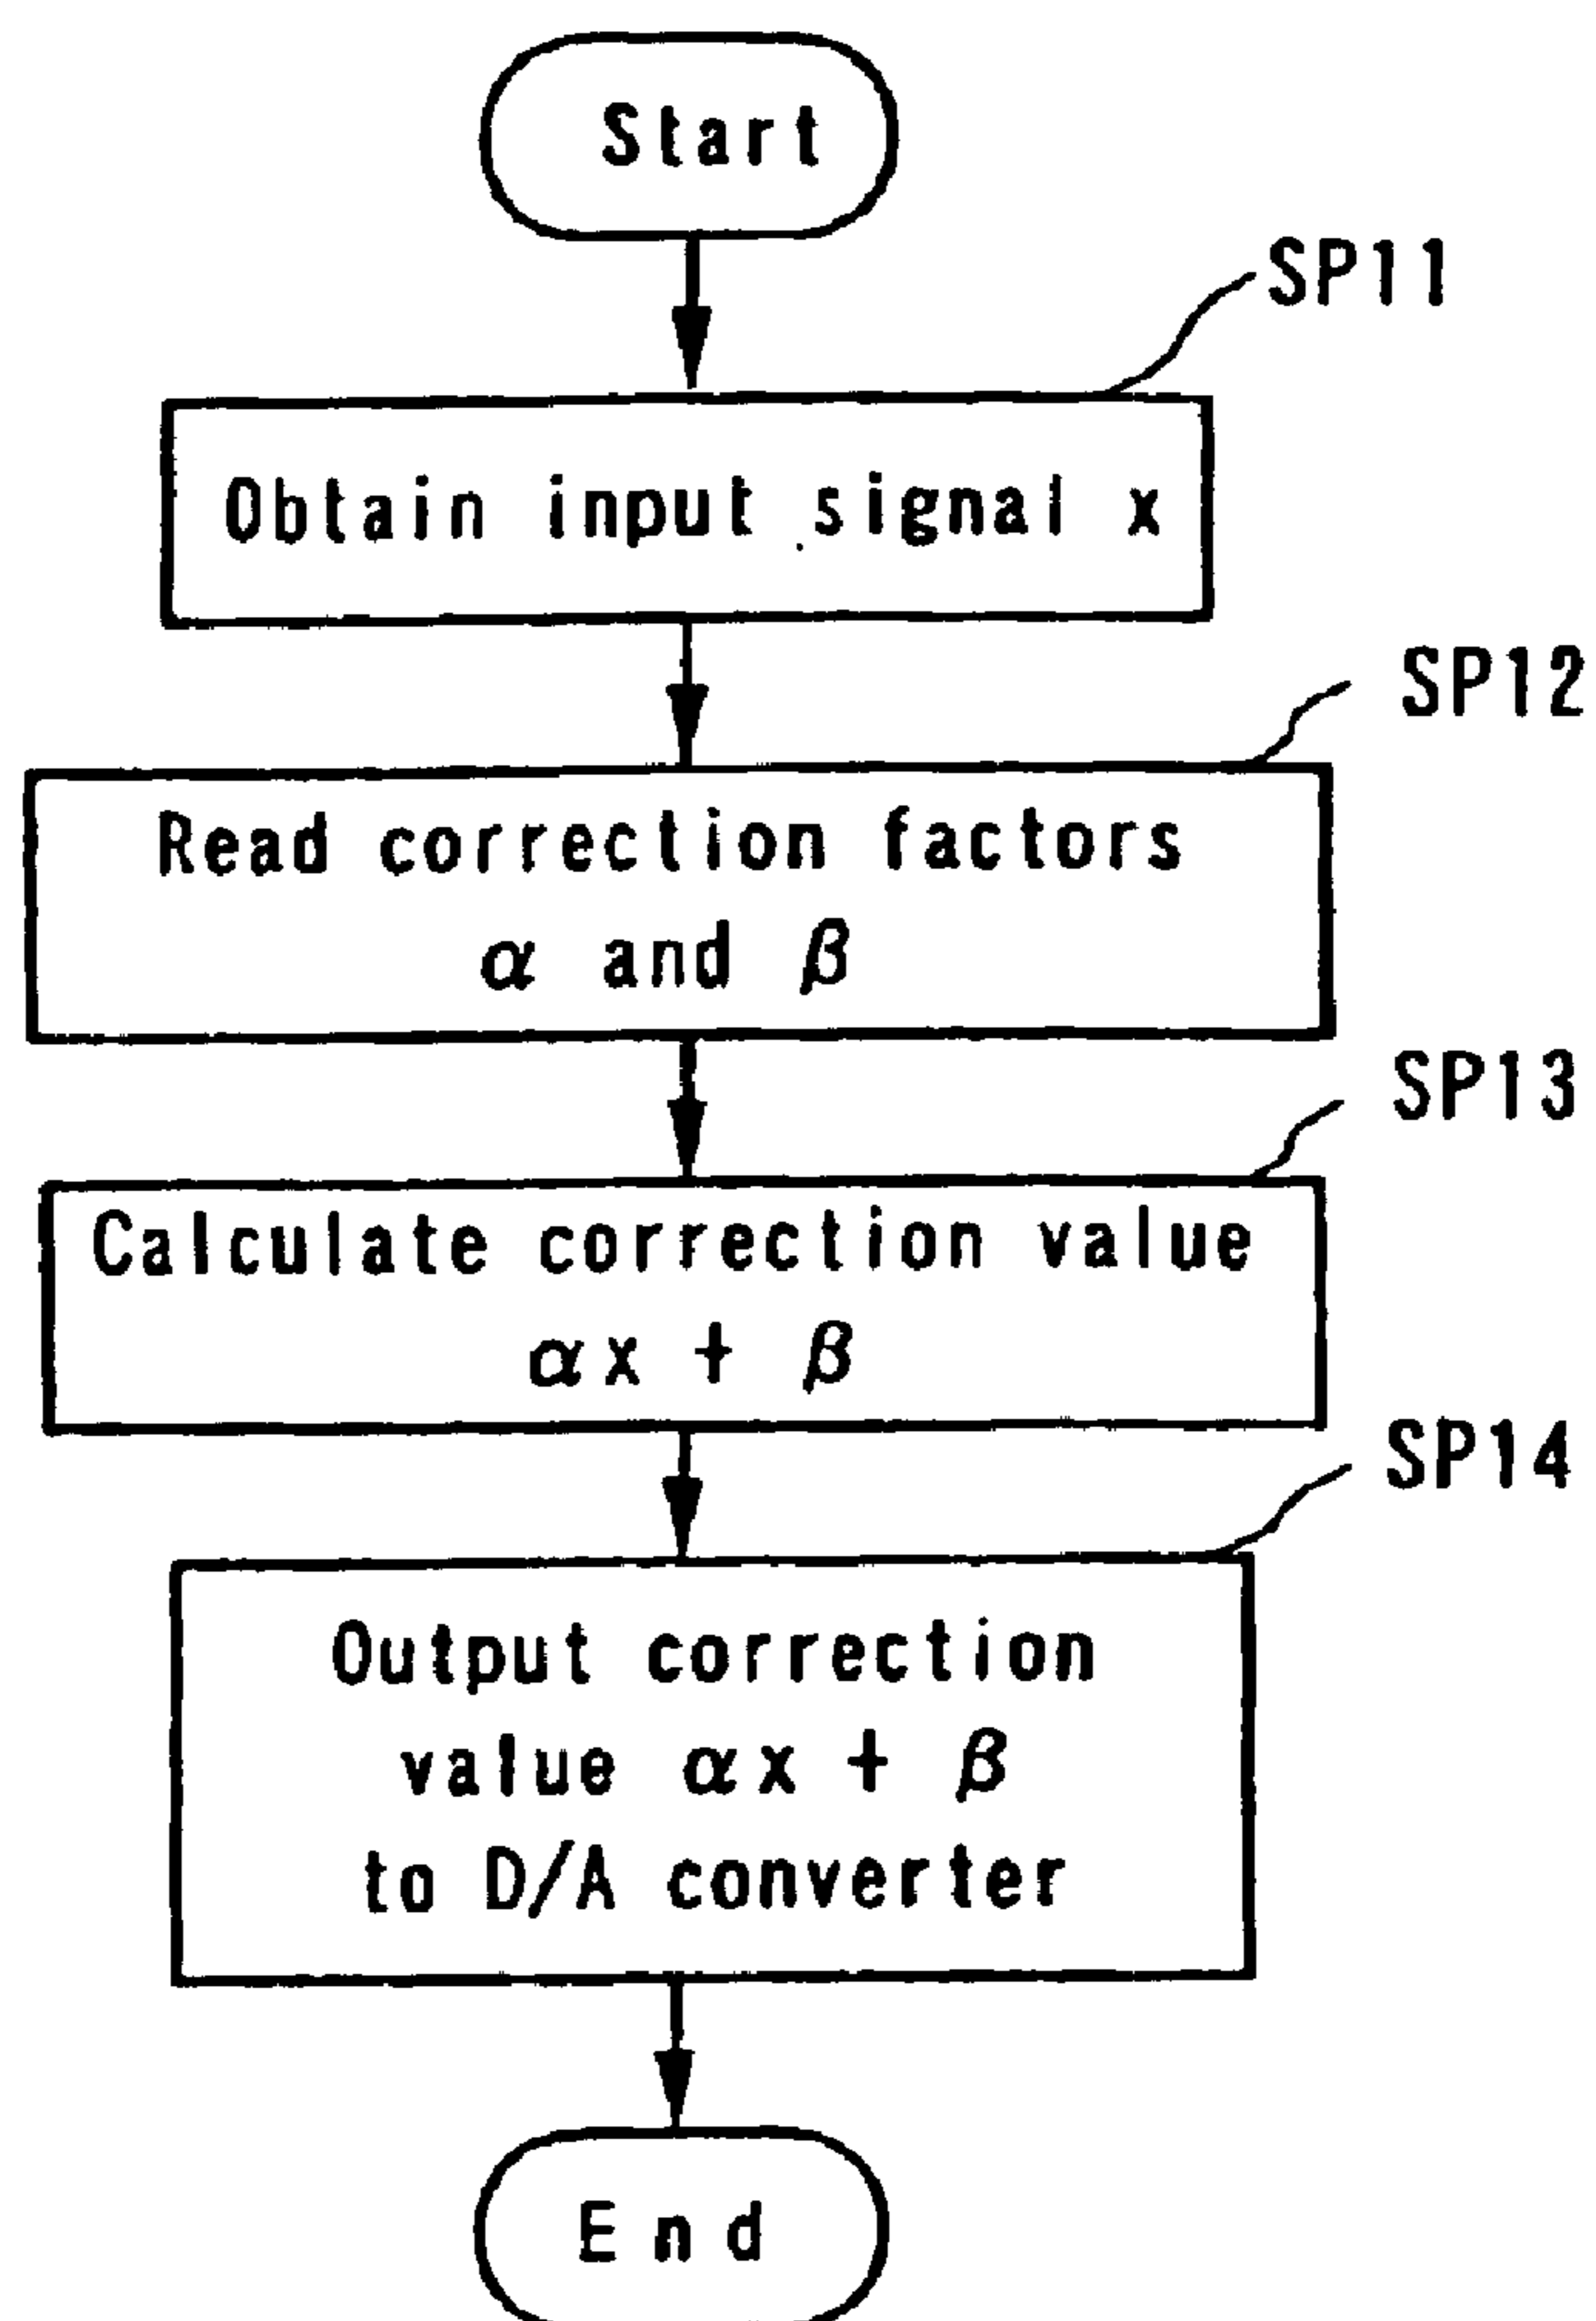 Start
SP11
Obtain input signal x
SP12
Read correction factors
α and β
SP13
Calculate correction value
αx + β
SP14
Output correction
value αx + β
to D/A converter
End